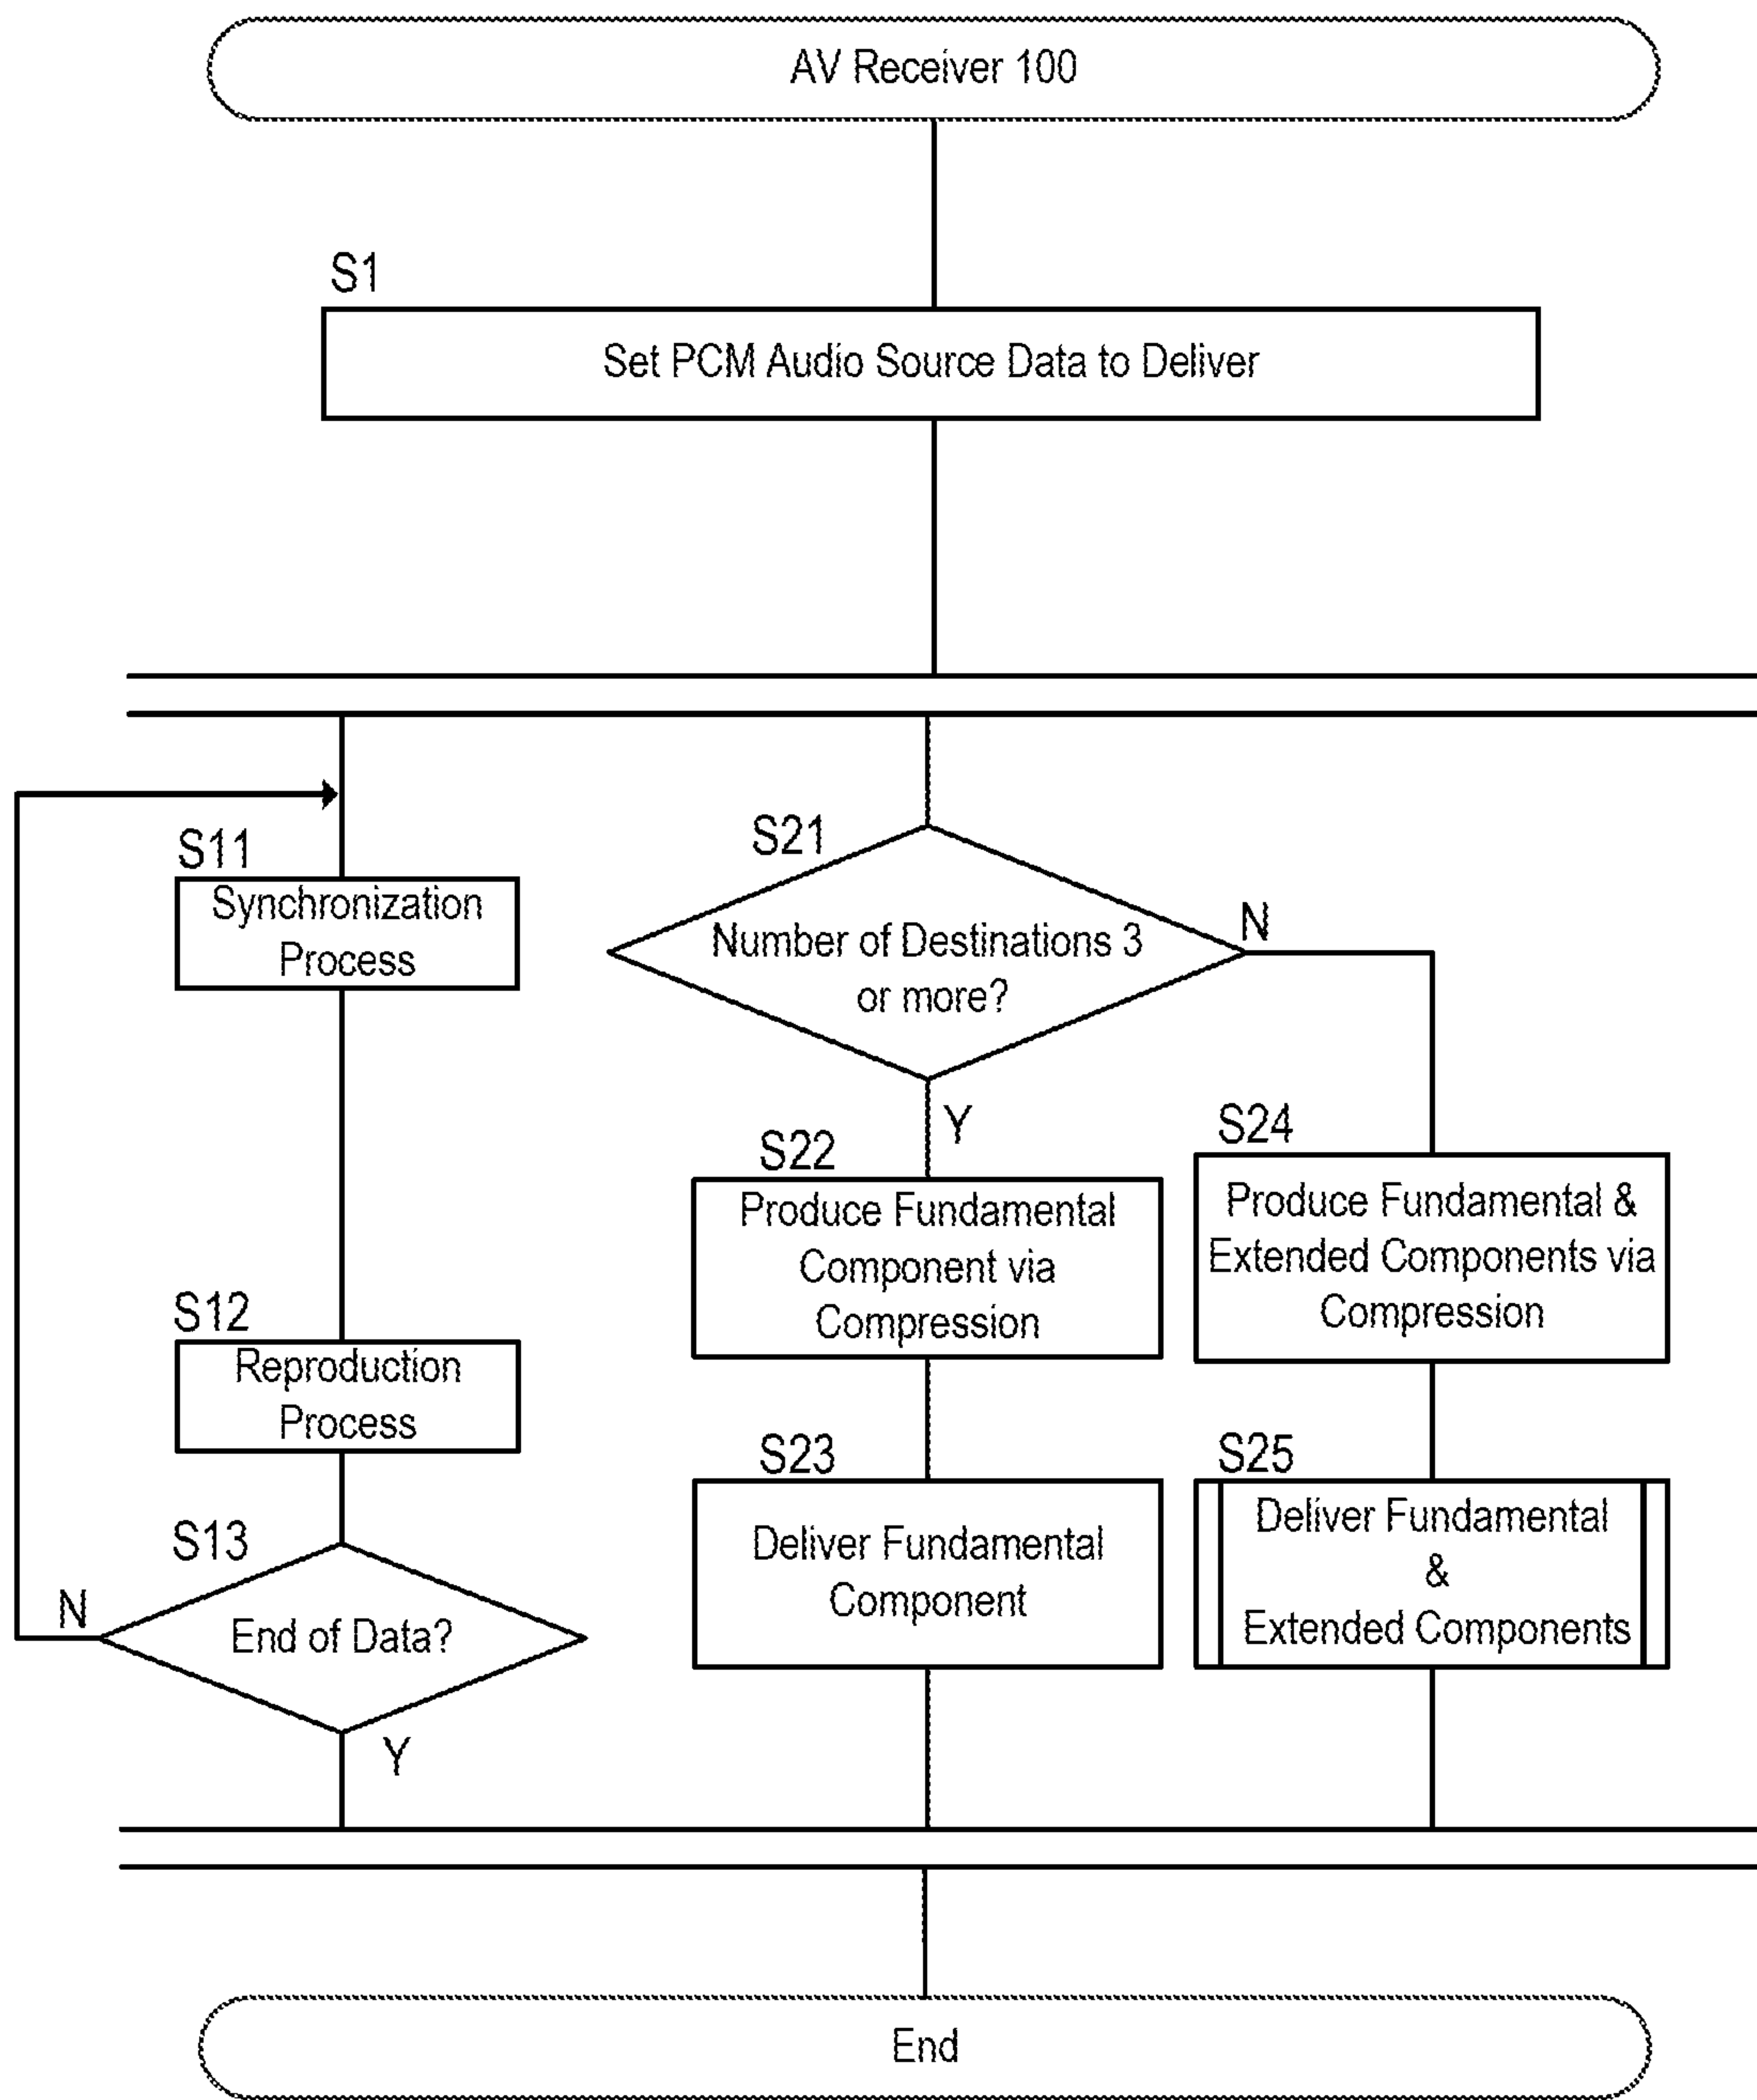 AV Receiver 100
S1
Set PCM Audio Source Data to Deliver
S11
Synchronization
Process
S12
Reproduction
Process
S13
End of Data?
N
Y
S21
Number of Destinations 3
or more?
N
Y
S22
Produce Fundamental
Component via
Compression
S23
Deliver Fundamental
Component
S24
Produce Fundamental &
Extended Components via
Compression
S25
Deliver Fundamental
&
Extended Components
End